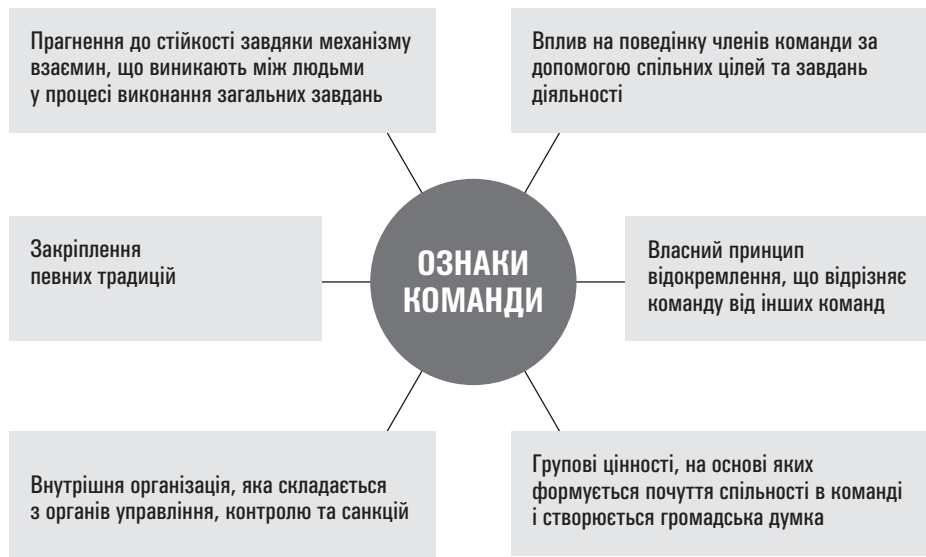 Прагнення до стійкості завдяки механізму
взаємин, що виникають між людьми
у процесі виконання загальних завдань
Вплив на поведінку членів команди за
допомогою спільних цілей та завдань
діяльності
Закріплення
певних традицій
ОЗНАКИ
КОМАНДИ
Власний принцип
відокремлення, що відрізняє
команду від інших команд
Внутрішня організація, яка складається
з органів управління, контролю та санкцій
Групові цінності, на основі яких
формується почуття спільності в команді
і створюється громадська думка